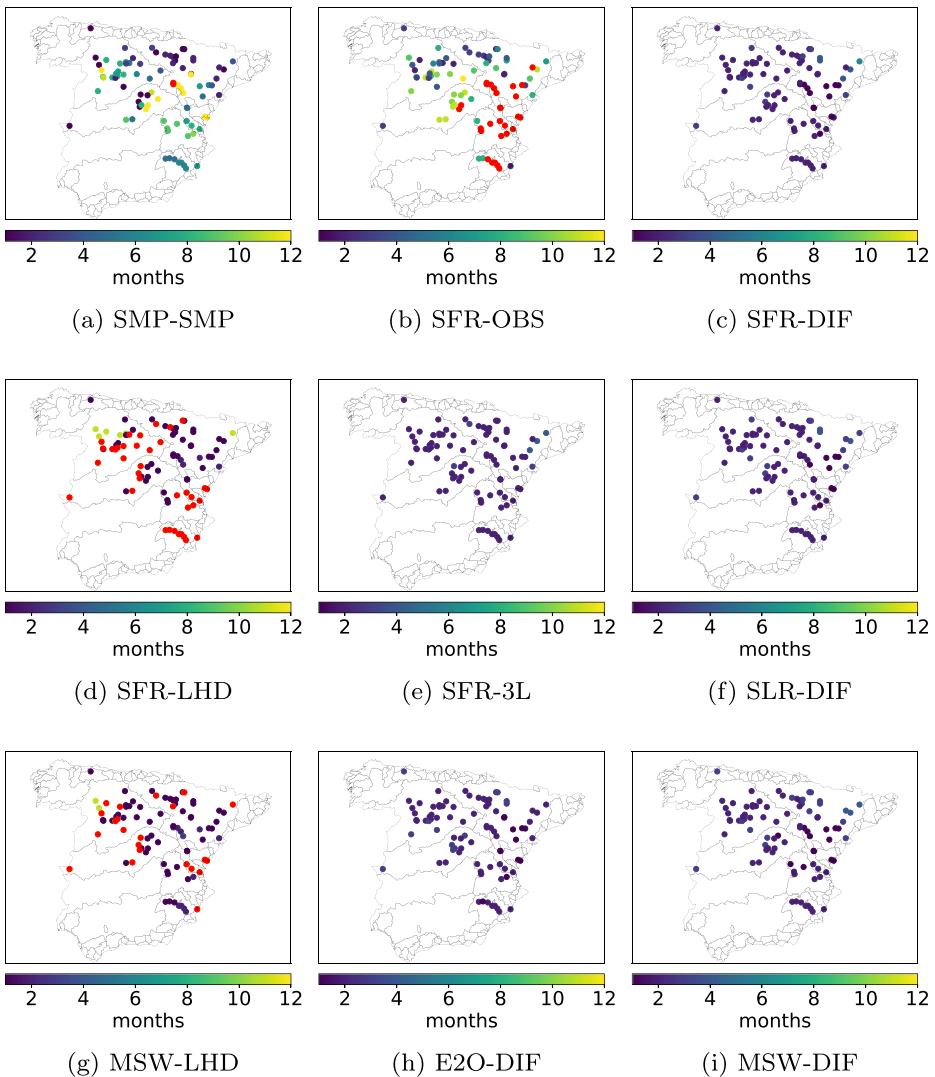 2 4 6 8 10 12 2 4 6 8 10 12 2 4 6 8 10 12
months months months
(a) SMP-SMP (b) SFR-OBS (c) SFR-DIF
2 4 6 8 10 12 2 4 6 8 10 12 2 4 6 8 10 12
months months months
(d) SFR-LHD (e) SFR-3L (f) SLR-DIF
2 4 6 8 10 12 2 4 6 8 10 12 2 4 6 8 10 12
months months months
(g) MSW-LHD (h) E2O-DIF (i) MSW-DIF